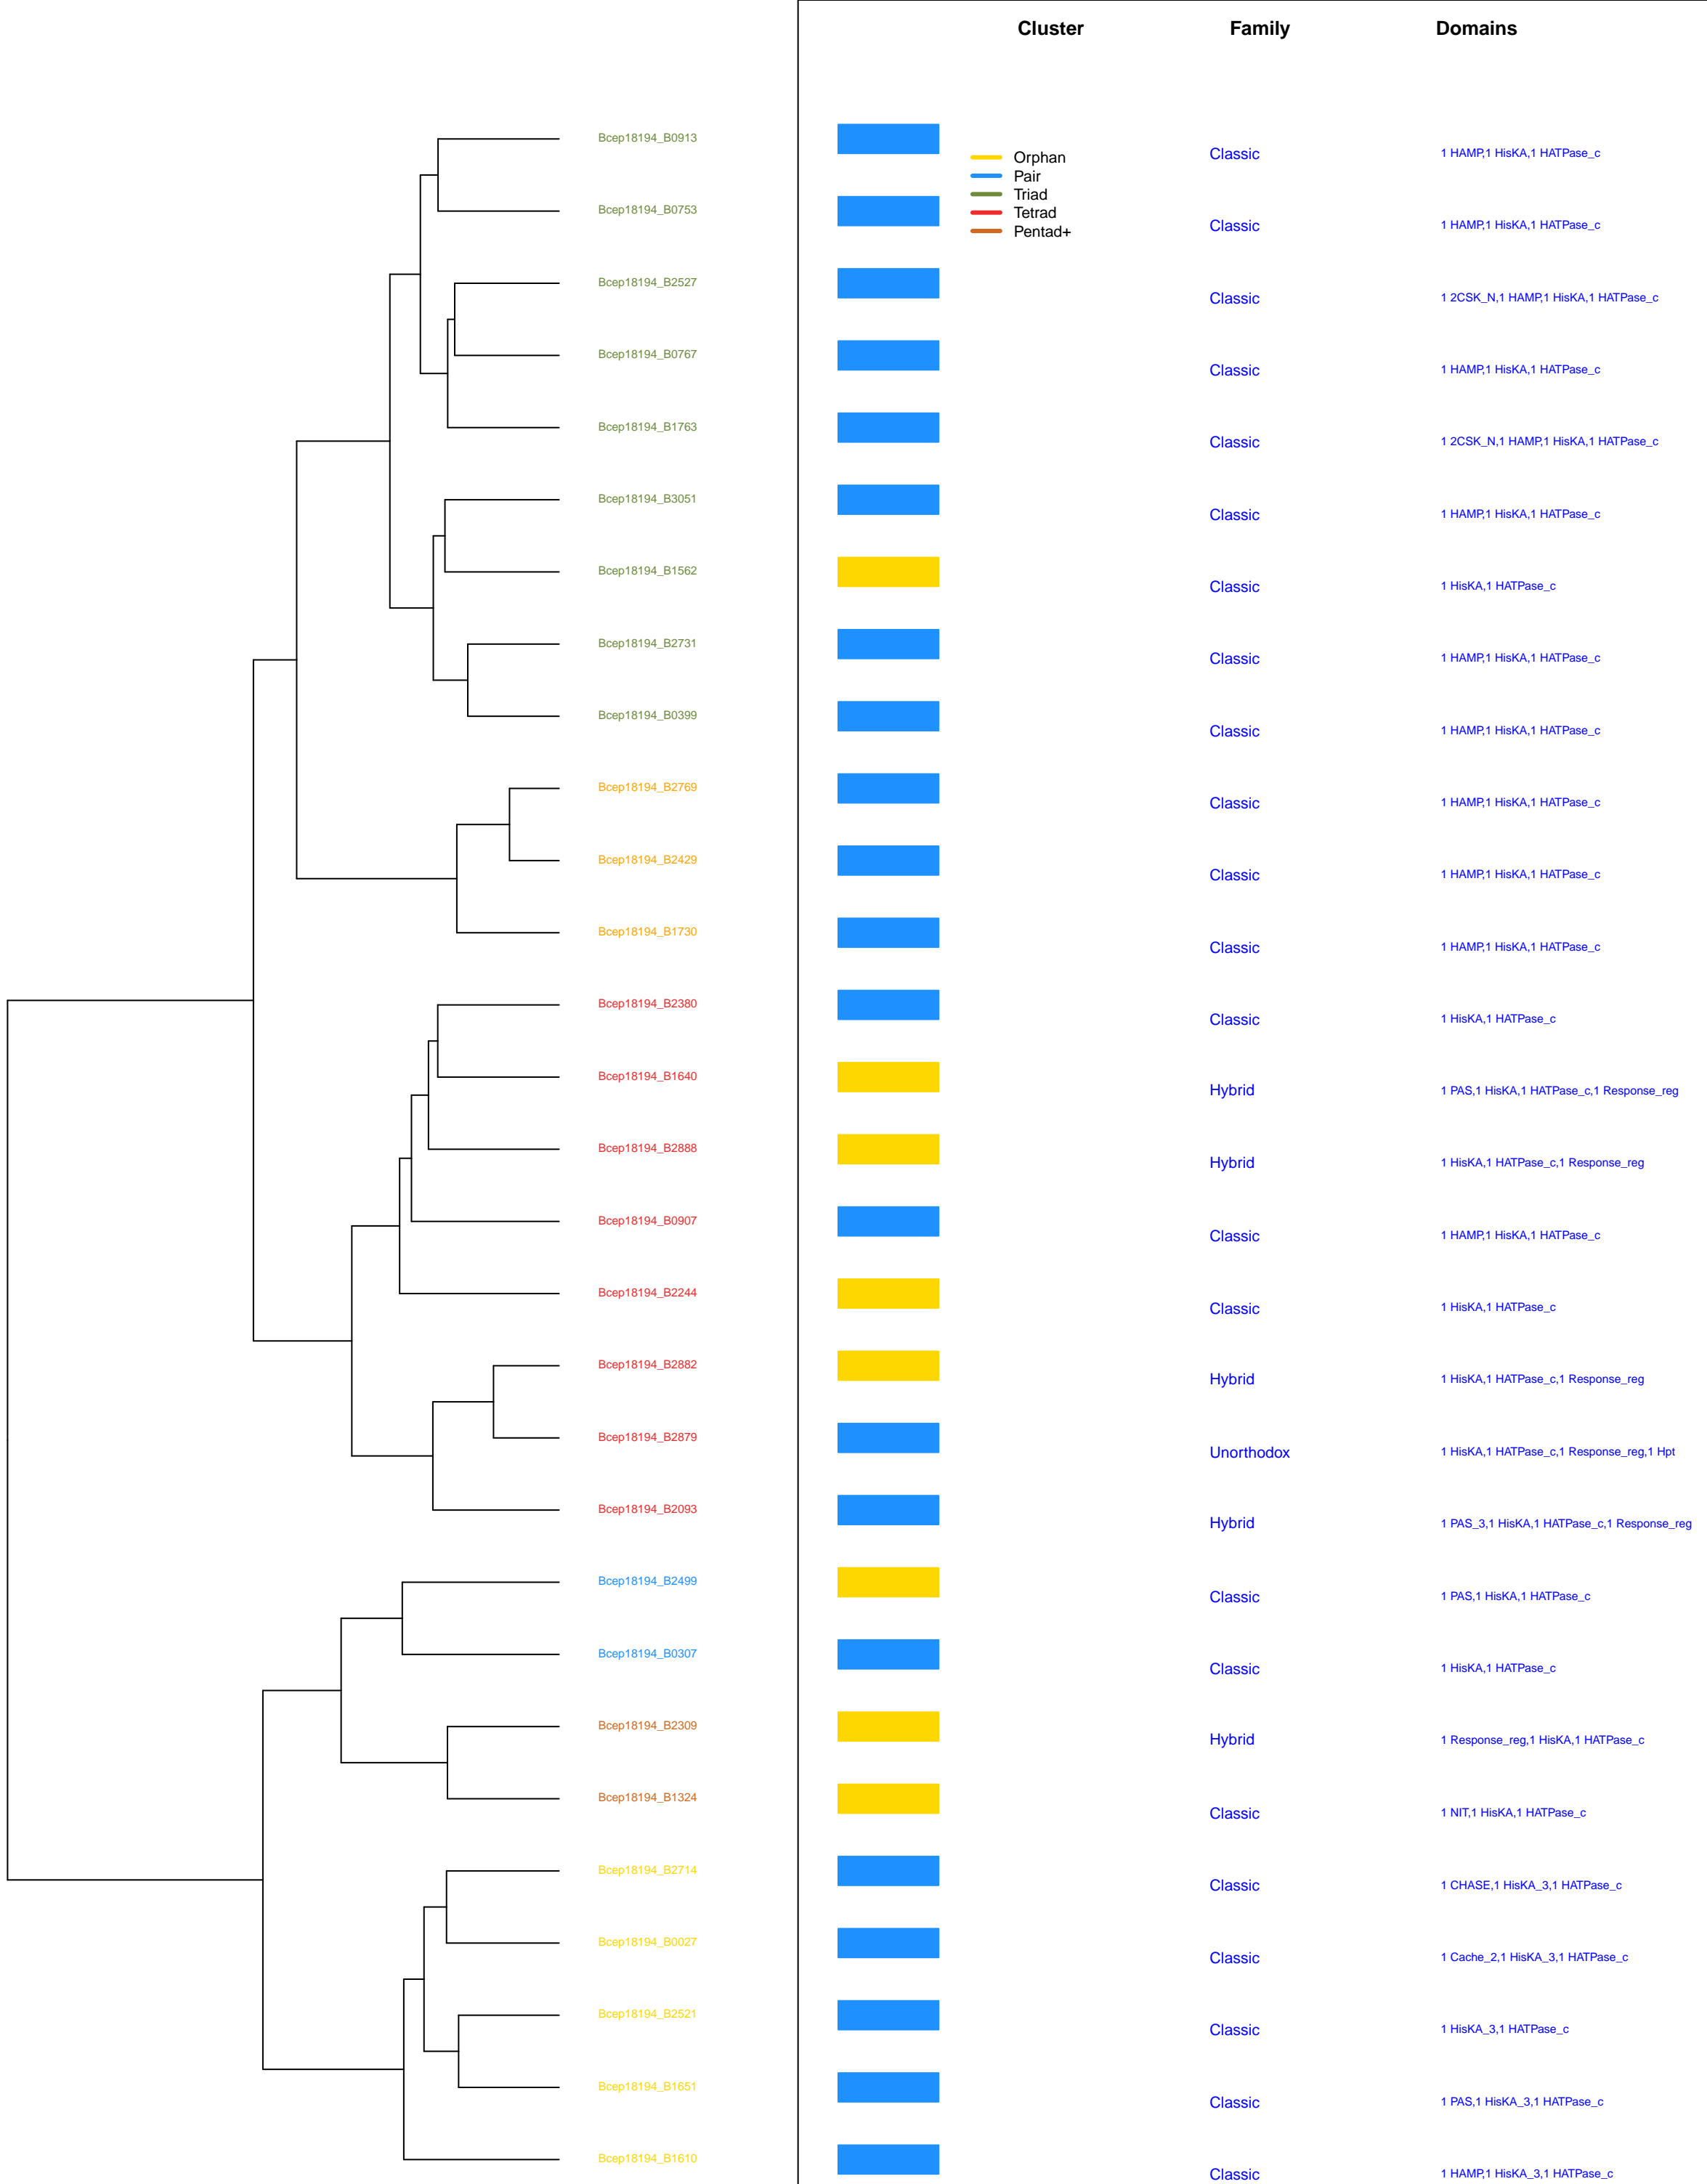 Cluster Family Domains
Bcep18194_B0913 Classic 1 HAMP,1 HisKA,1 HATPase_c
Orphan
Pair
Triad
Tetrad
Pentad+
Bcep18194_B0753 Classic 1 HAMP,1 HisKA,1 HATPase_c
Bcep18194_B2527 Classic 1 2CSK_N,1 HAMP,1 HisKA,1 HATPase_c
Bcep18194_B0767 Classic 1 HAMP,1 HisKA,1 HATPase_c
Bcep18194_B1763 Classic 1 2CSK_N,1 HAMP,1 HisKA,1 HATPase_c
Bcep18194_B3051 Classic 1 HAMP,1 HisKA,1 HATPase_c
Bcep18194_B1562 Classic 1 HisKA,1 HATPase_c
Bcep18194_B2731 Classic 1 HAMP,1 HisKA,1 HATPase_c
Bcep18194_B0399 Classic 1 HAMP,1 HisKA,1 HATPase_c
Bcep18194_B2769 Classic 1 HAMP,1 HisKA,1 HATPase_c
Bcep18194_B2429 Classic 1 HAMP,1 HisKA,1 HATPase_c
Bcep18194_B1730 Classic 1 HAMP,1 HisKA,1 HATPase_c
Bcep18194_B2380 Classic 1 HisKA,1 HATPase_c
Bcep18194_B1640 Hybrid 1 PAS,1 HisKA,1 HATPase_c,1 Response_reg
Bcep18194_B2888 Hybrid 1 HisKA,1 HATPase_c,1 Response_reg
Bcep18194_B0907 Classic 1 HAMP,1 HisKA,1 HATPase_c
Bcep18194_B2244 Classic 1 HisKA,1 HATPase_c
Bcep18194_B2882 Hybrid 1 HisKA,1 HATPase_c,1 Response_reg
Bcep18194_B2879 Unorthodox 1 HisKA,1 HATPase_c,1 Response_reg,1 Hpt
Bcep18194_B2093 Hybrid 1 PAS_3,1 HisKA,1 HATPase_c,1 Response_reg
Bcep18194_B2499 Classic 1 PAS,1 HisKA,1 HATPase_c
Bcep18194_B0307 Classic 1 HisKA,1 HATPase_c
Bcep18194_B2309 Hybrid 1 Response_reg,1 HisKA,1 HATPase_c
Bcep18194_B1324 Classic 1 NIT,1 HisKA,1 HATPase_c
Bcep18194_B2714 Classic 1 CHASE,1 HisKA_3,1 HATPase_c
Bcep18194_B0027 Classic 1 Cache_2,1 HisKA_3,1 HATPase_c
Bcep18194_B2521 Classic 1 HisKA_3,1 HATPase_c
Bcep18194_B1651 Classic 1 PAS,1 HisKA_3,1 HATPase_c
Bcep18194_B1610 Classic 1 HAMP,1 HisKA_3,1 HATPase_c